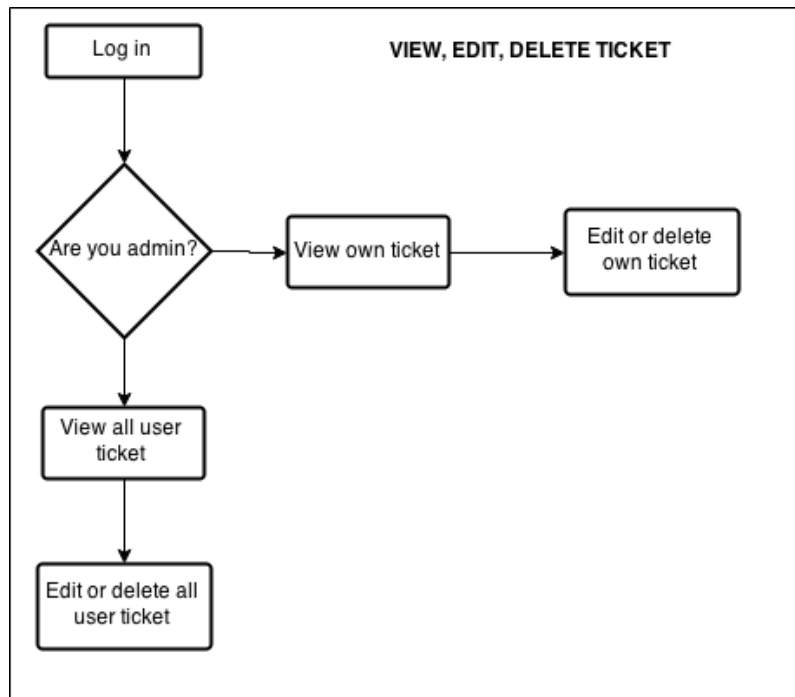 Log in
VIEW, EDIT, DELETE TICKET
Are you admin?
View own ticket
Edit or delete
own ticket
View all user
ticket
Edit or delete all
user ticket